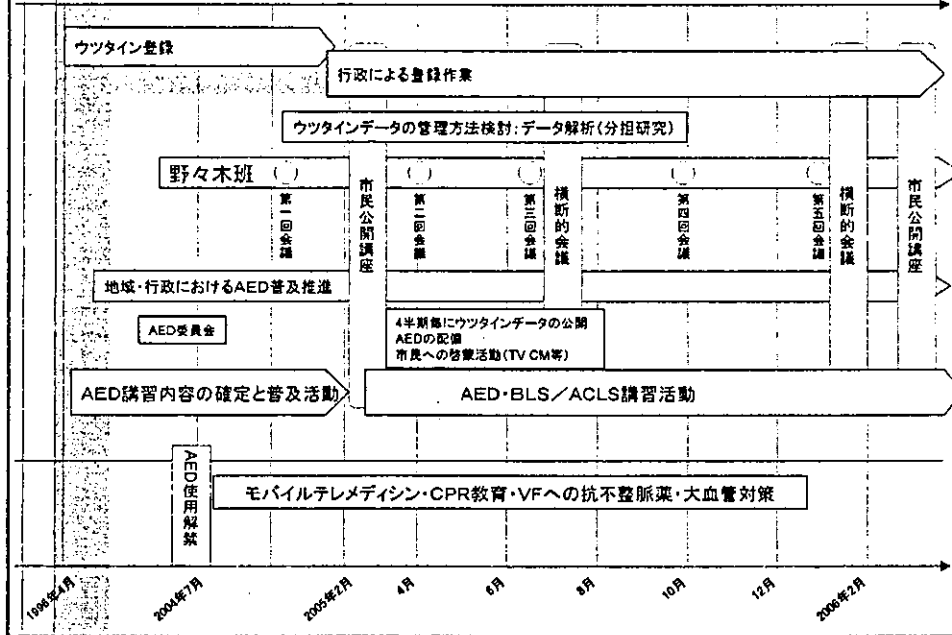 ウツタイン登録
行政による登録作業
ウツタインデータの管理方法検討:データ解析(分担研究)
野々木班
市民公開講座
第一回会議
第二回会議
第三回会議
横断的会議
第四回会議
第五回会議
横断的会議
市民公開講座
地域・行政におけるAED普及推進
AED委員会
4半期毎にウツタインデータの公開
AEDの配備
市民への啓蒙活動(TV CM等)
AED講習内容の確定と普及活動
AED・BLS/ACLS講習活動
AED使用解禁
モバイルテレメディシン・CPR教育・VFへの抗不整脈薬・大血管対策
1998年4月
2004年7月
2005年2月
4月
6月
8月
10月
12月
2006年2月